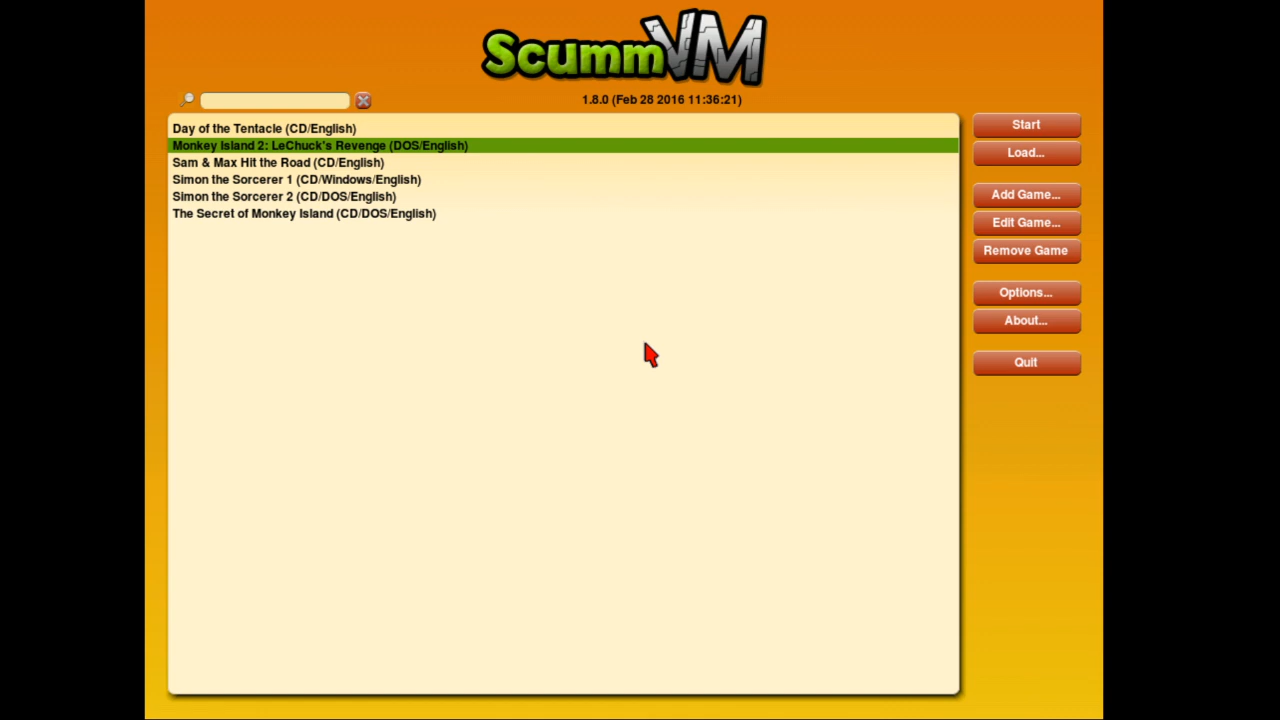 ScummVM
1.8.0 (Feb 28 2016 11:36:21)
Day of the Tentacle (CD/English)
Monkey Island 2: LeChuck's Revenge (DOS/English)
Sam & Max Hit the Road (CD/English)
Simon the Sorcerer 1 (CD/Windows/English)
Simon the Sorcerer 2 (CD/DOS/English)
The Secret of Monkey Island (CD/DOS/English)
Start
Load...
Add Game...
Edit Game...
Remove Game
Options...
About...
Quit